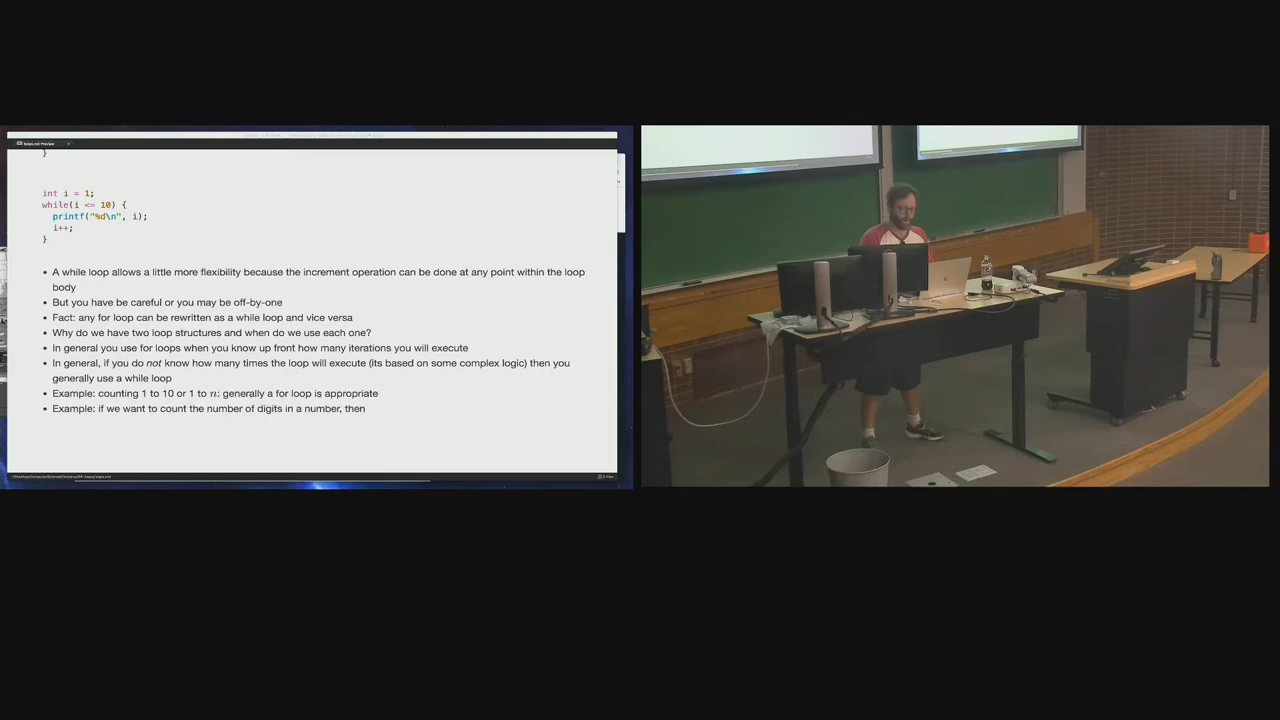 loops.md Preview
}
int i = 1;
while(i <= 10) {
printf("%d\n", i);
i++;
}
• A while loop allows a little more flexibility because the increment operation can be done at any point within the loop
body
• But you have be careful or you may be off-by-one
• Fact: any for loop can be rewritten as a while loop and vice versa
• Why do we have two loop structures and when do we use each one?
• In general you use for loops when you know up front how many iterations you will execute
• In general, if you do not know how many times the loop will execute (its based on some complex logic) then you
generally use a while loop
• Example: counting 1 to 10 or 1 to n: generally a for loop is appropriate
• Example: if we want to count the number of digits in a number, then